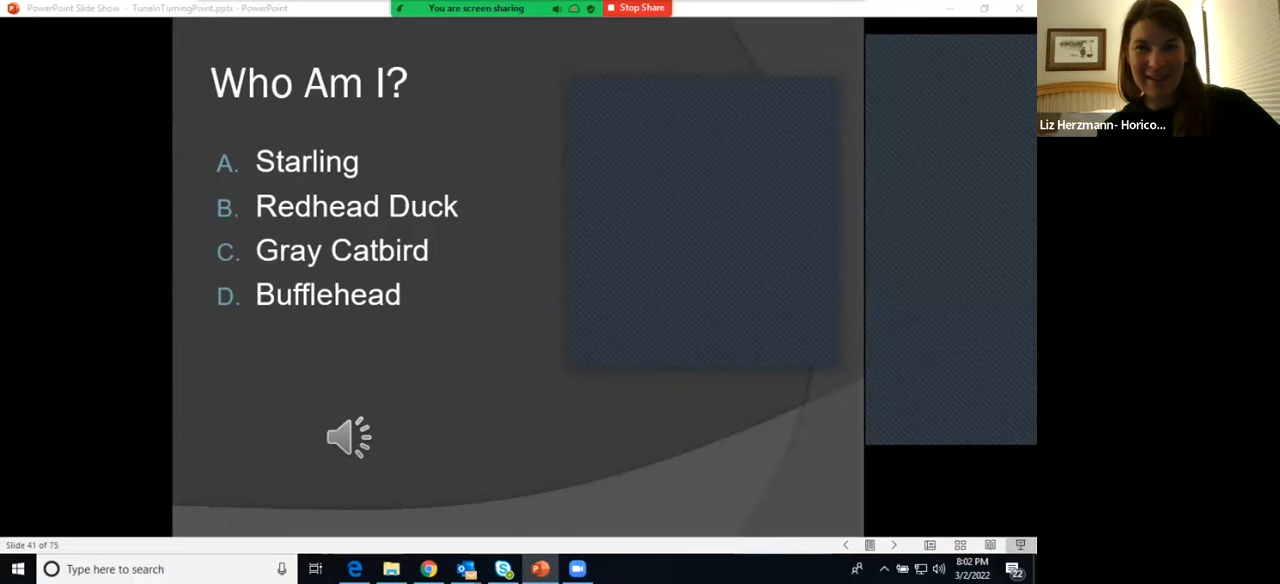 PowerPoint Slide Show - TuneInTurningPoint.pptx - PowerPoint
You are screen sharing
Stop Share
Liz Herzmann- Horico...
Who Am I?
A. Starling
B. Redhead Duck
C. Gray Catbird
D. Bufflehead
Slide 41 of 75
Type here to search
8:02 PM
3/2/2022
22